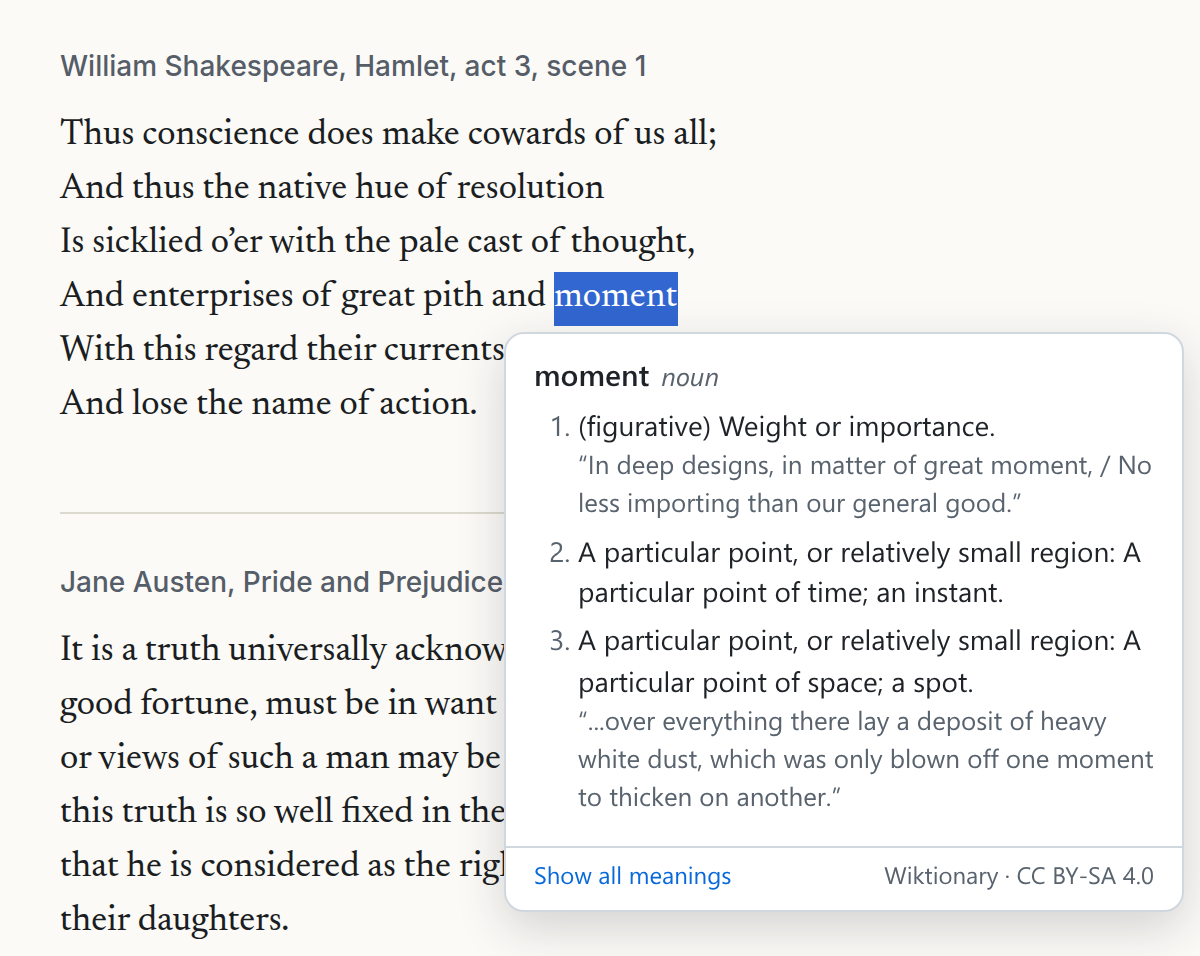 William Shakespeare, Hamlet, act 3, scene 1
Thus conscience does make cowards of us all;
And thus the native hue of resolution
Is sicklied o’er with the pale cast of thought,
And enterprises of great pith and moment
With this regard their currents
And lose the name of action.
moment noun
1. (figurative) Weight or importance.
“In deep designs, in matter of great moment, / No
less importing than our general good.”
2. A particular point, or relatively small region: A
particular point of time; an instant.
3. A particular point, or relatively small region: A
particular point of space; a spot.
“...over everything there lay a deposit of heavy
white dust, which was only blown off one moment
to thicken on another.”
Show all meanings
Wiktionary · CC BY-SA 4.0
Jane Austen, Pride and Prejudice
It is a truth universally
good fortune, must be in want
or views of such a man may be
this truth is so well fixed in the
that he is considered as the
their daughters.